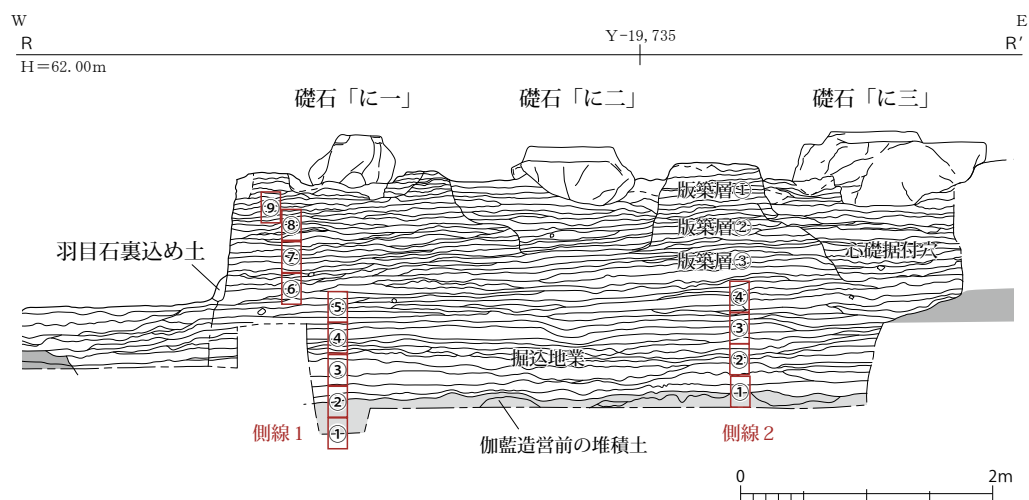 W
E
R
Y-19,735
R′
H=62.00m
礎石「に一」
礎石「に二」
礎石「に三」
版築層①
⑨
⑧
版築層②
羽目石裏込め土
心礎据付穴
⑦
版築層③
⑥
④
⑤
③
④
掘込地業
②
③
①
②
側線1
①
側線2
伽藍造営前の堆積土
0
2m